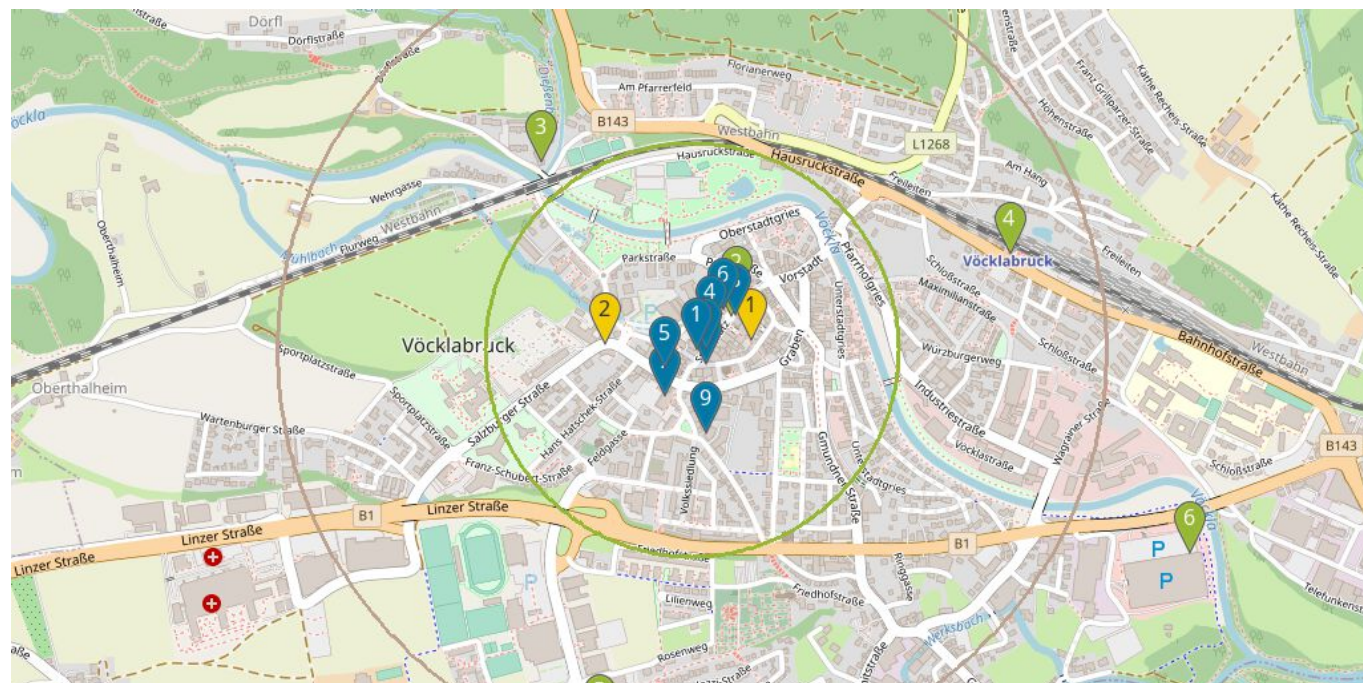 Dörfl
Dörflstraße
Vöckla
3
B143
Am Pfarrerfeld
Florianerweg
Westbahn
L1268
Hausruckstraße
Hausruckstraße
Hohenstraße
Franz Grillparzer-Straße
Käthe Recheis-Straße
Käthe Recheis-Straße
Am Hang
Freileiten
Freileiten
Wehrgasse
Westbahn
Flurweg
Mühlbach
Oberthalheim
Oberthalheim
Oberstadtgries
Parkstraße
Vorstadt
Vöckla
Pfarrhofgries
4
Vöcklabruck
Schloßstraße
Maximilianstraße
Schloßstraße
Bahnhofstraße
Westbahn
2
6
4
1
1
2
5
9
P
Vöcklabruck
Graben
Unterstadtgries
Würzburgerweg
Industriestraße
Vöcklastraße
Wagrainer Straße
Schloßstraße
B143
Sportplatzstraße
Sportplatzstraße
Wartenburger Straße
Salzburger Straße
Hans Hatschek-Straße
Feldgasse
Franz-Schubert-Straße
Volkssiedlung
Gmundner Straße
Unterstadtgries
B1
Linzer Straße
Linzer Straße
Linzer Straße
Friedhofstraße
B1
Vöckla
6
P
P
P
Lilienweg
Friedhofstraße
Ringgasse
Rosenweg
Werksbach